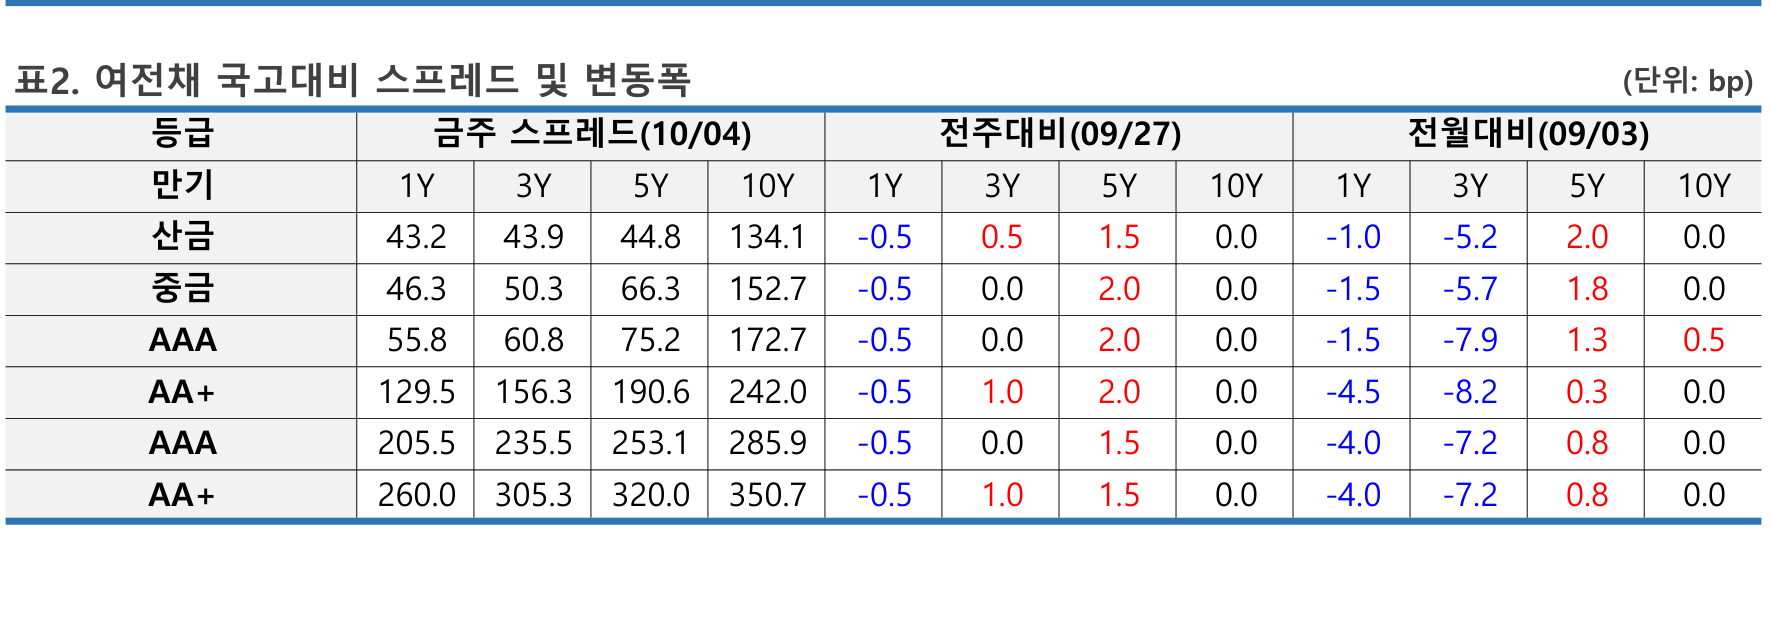 표2. 여전채 국고대비 스프레드 및 변동폭 (단위: bp)
등급 금주 스프레드(10/04) 전주대비(09/27) 전월대비(09/03)
만기 1Y 3Y 5Y 10Y 1Y 3Y 5Y 10Y 1Y 3Y 5Y 10Y
산금 43.2 43.9 44.8 134.1 -0.5 0.5 1.5 0.0 -1.0 -5.2 2.0 0.0
중금 46.3 50.3 66.3 152.7 -0.5 0.0 2.0 0.0 -1.5 -5.7 1.8 0.0
AAA 55.8 60.8 75.2 172.7 -0.5 0.0 2.0 0.0 -1.5 -7.9 1.3 0.5
AA+ 129.5 156.3 190.6 242.0 -0.5 1.0 2.0 0.0 -4.5 -8.2 0.3 0.0
AAA 205.5 235.5 253.1 285.9 -0.5 0.0 1.5 0.0 -4.0 -7.2 0.8 0.0
AA+ 260.0 305.3 320.0 350.7 -0.5 1.0 1.5 0.0 -4.0 -7.2 0.8 0.0